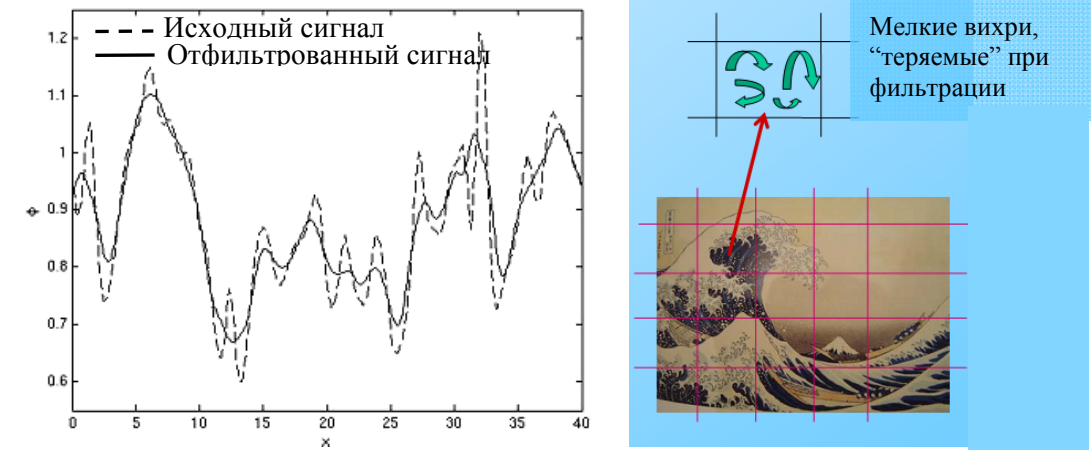 Исходный сигнал
Отфильтрованный сигнал
1.2
1.1
1
0.9
0.8
0.7
0.6
Φ
0 5 10 15 20 25 30 35 40
x
Мелкие вихри,
“теряемые” при
фильтрации